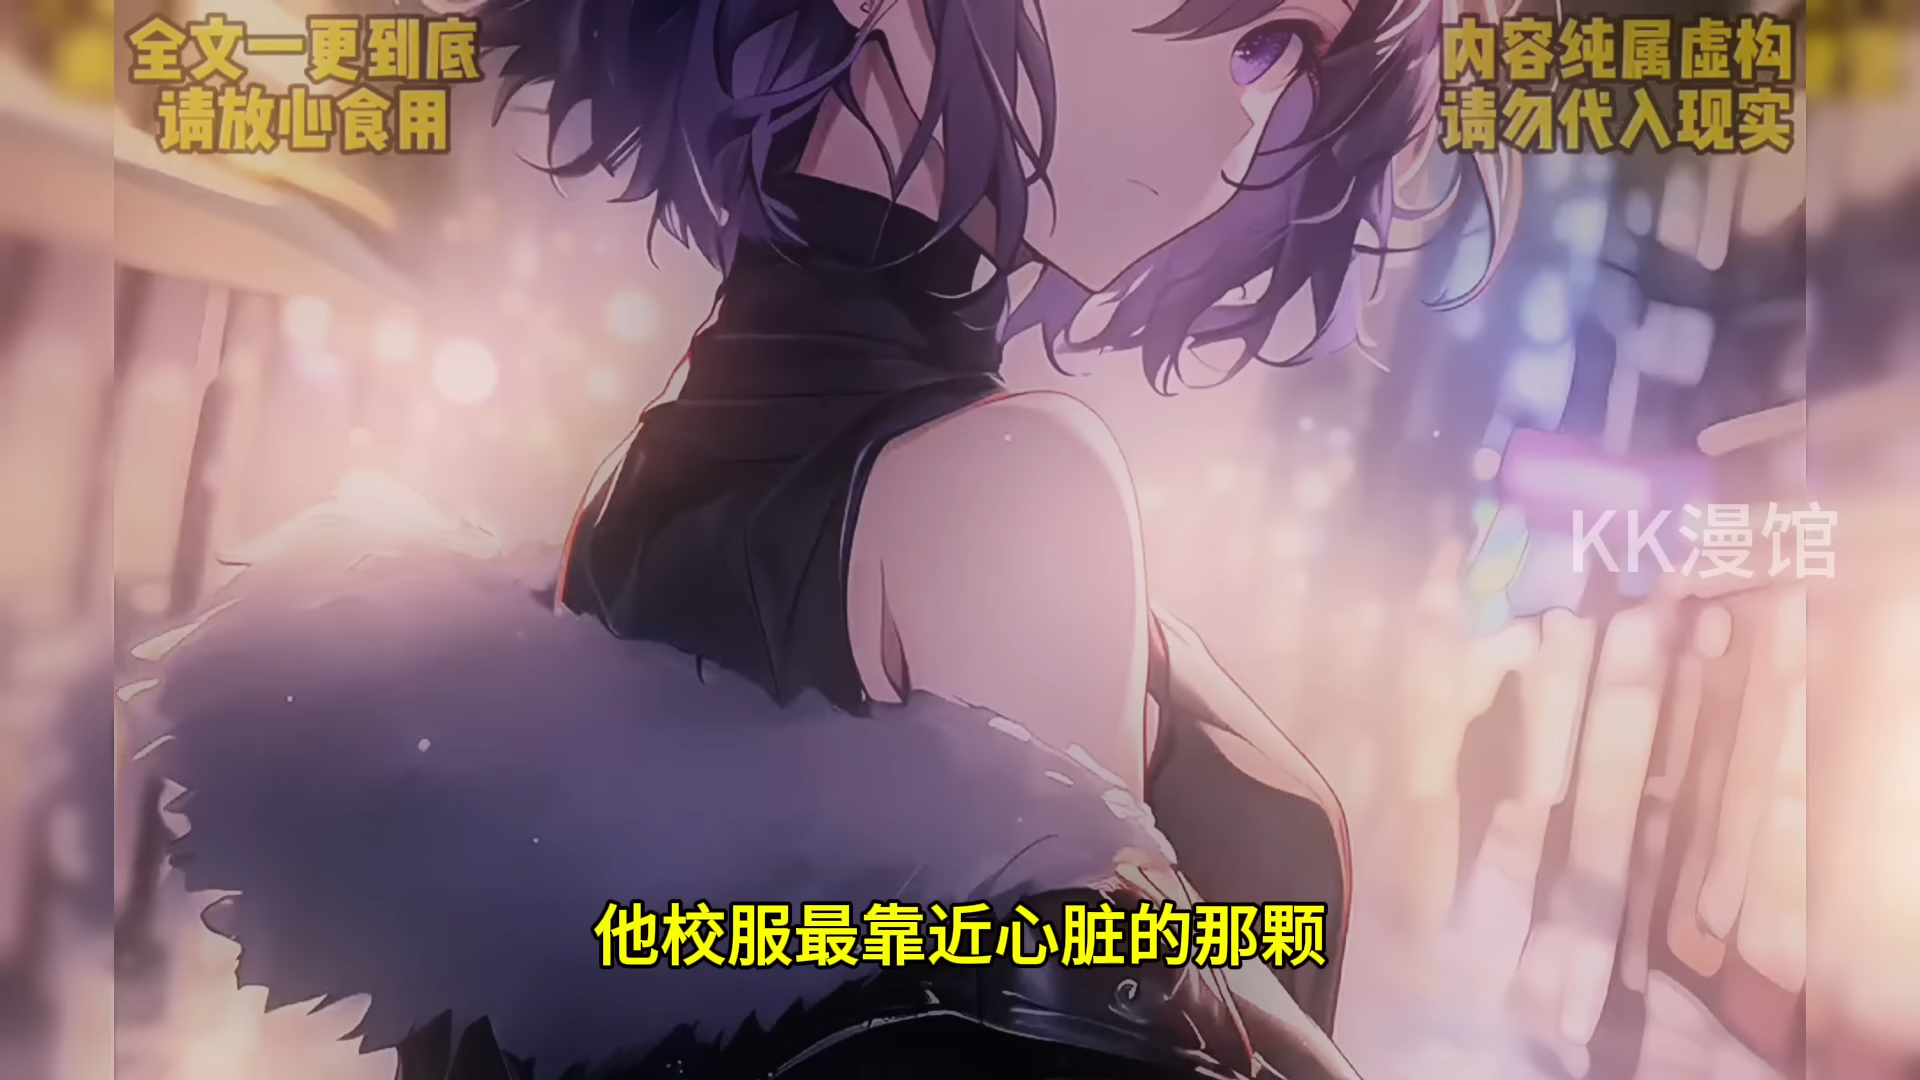 全文一更到底
请放心食用
内容纯属虚构
请勿代入现实
KK漫馆
他校服最靠近心脏的那颗